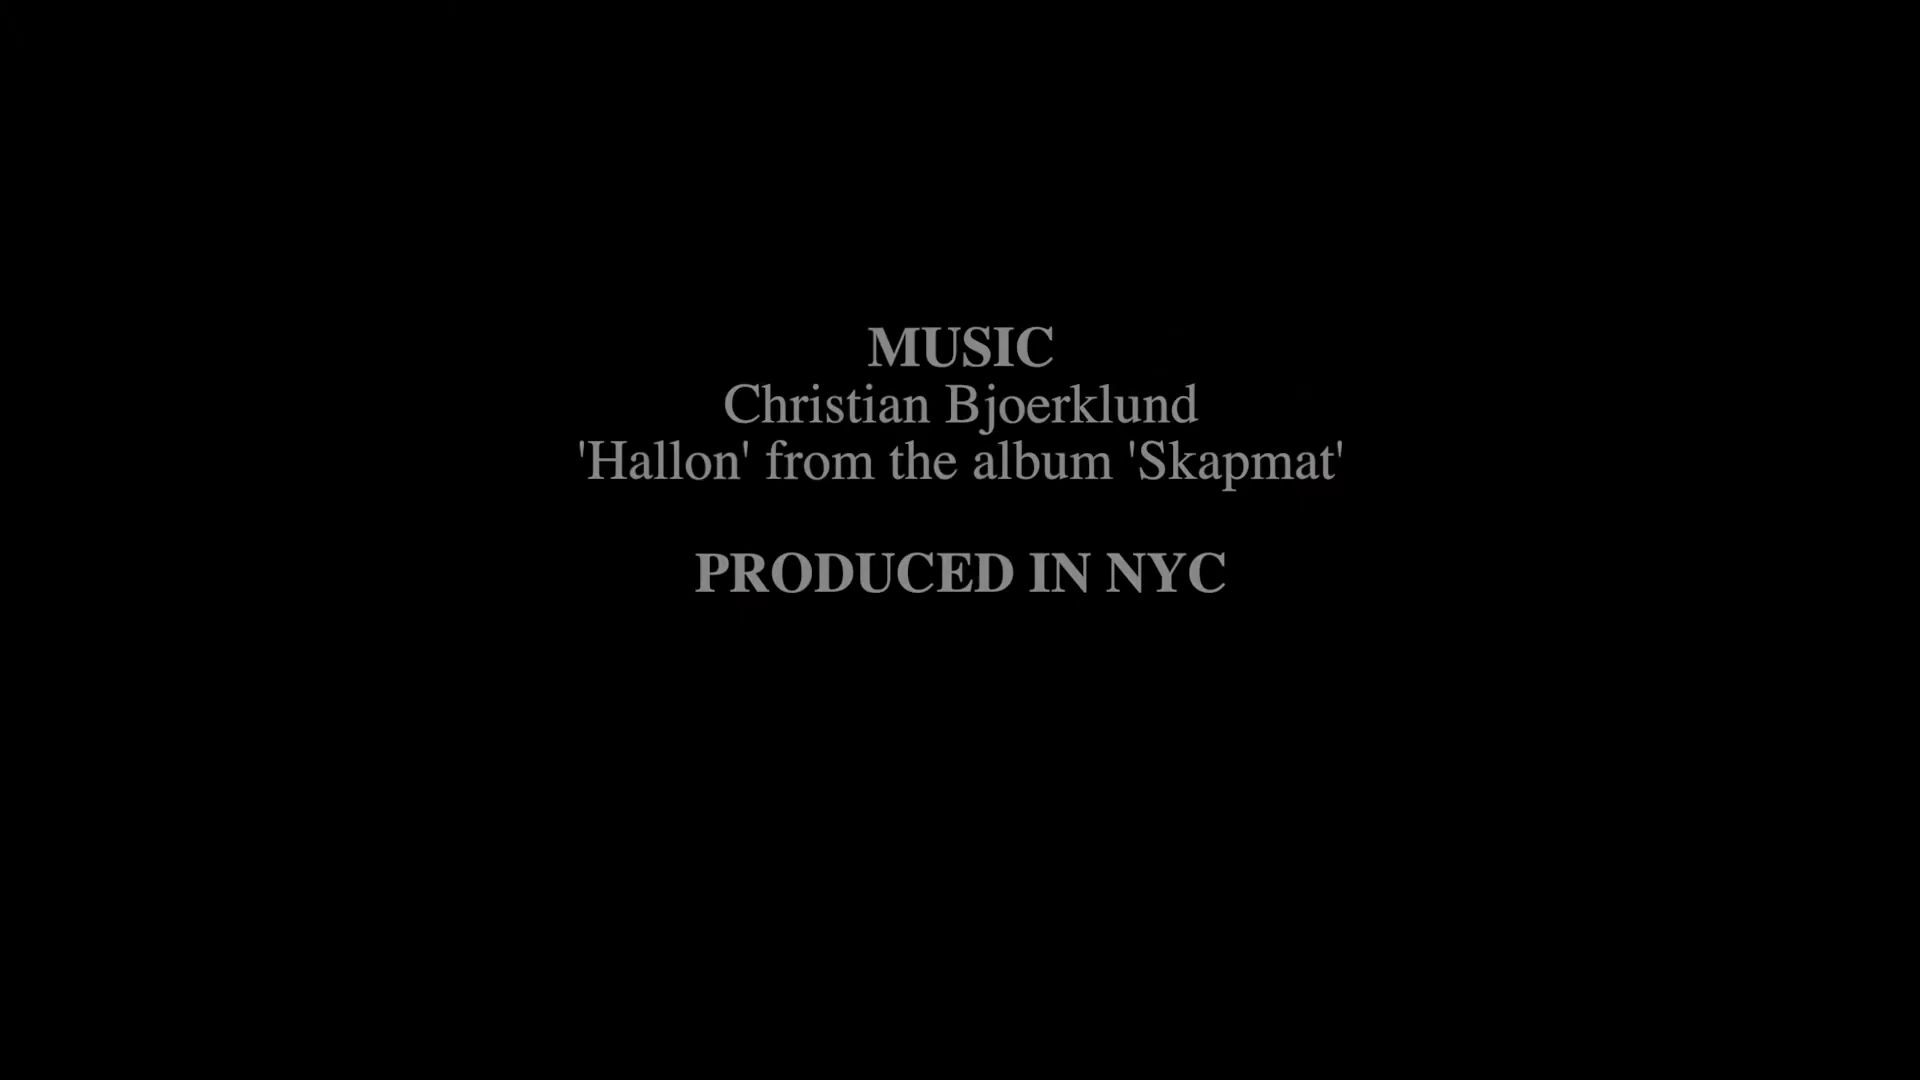 MUSIC
Christian Bjoerklund
'Hallon' from the album 'Skapmat'
PRODUCED IN NYC